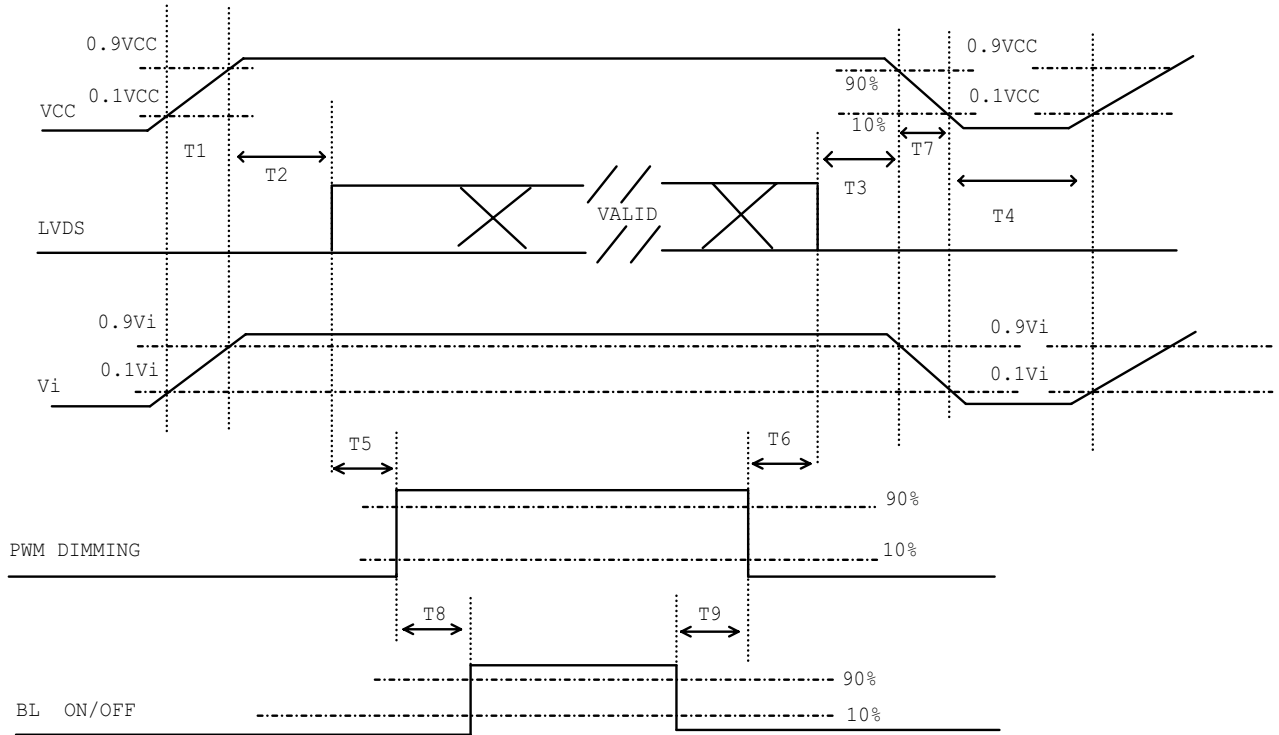 0.9VCC
0.9VCC
90%
0.1VCC
0.1VCC
VCC
10%
T1
T7
T2
T3
VALID
T4
LVDS
0.9Vi
0.9Vi
0.1Vi
0.1Vi
Vi
T5
T6
90%
PWM DIMMING
10%
T8
T9
90%
BL ON/OFF
10%